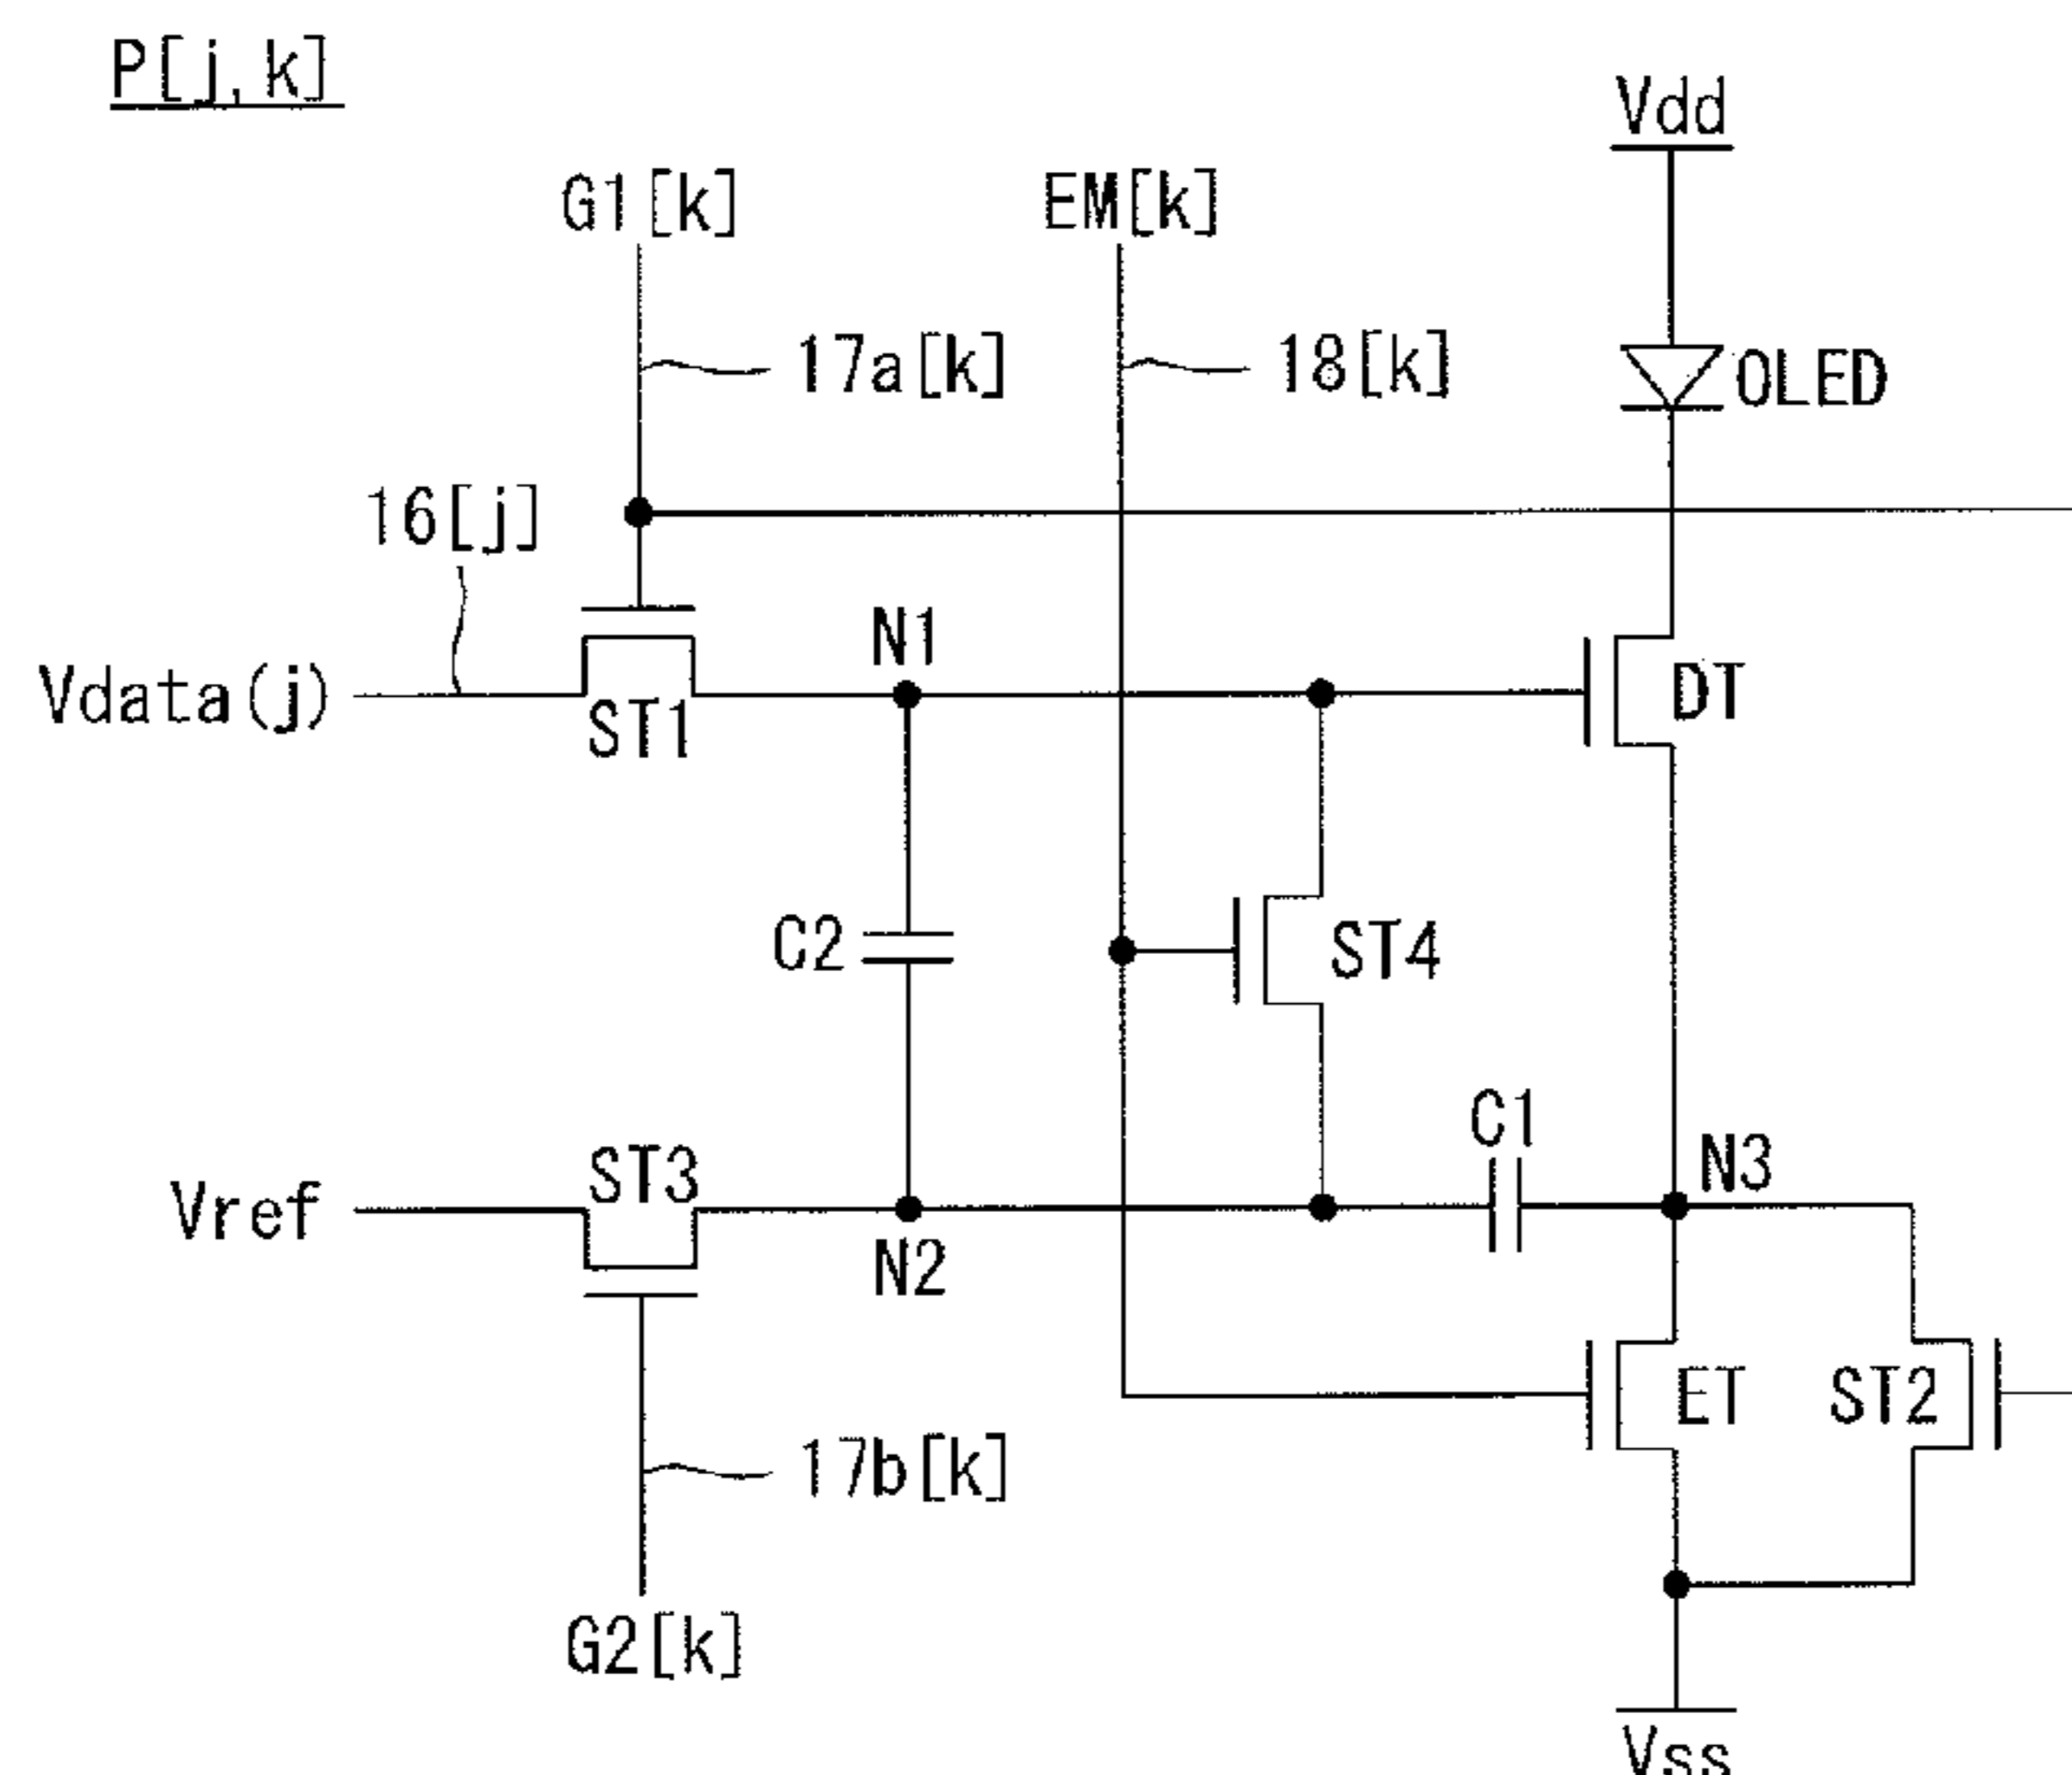 P[j,k]
Vdd
G1[k]
EM[k]
17a[k]
18[k]
OLED
16[j]
N1
Vdata(j)
ST1
DT
C2
ST4
C1
ST3
N3
Vref
N2
ET
ST2
17b[k]
G2[k]
Vss